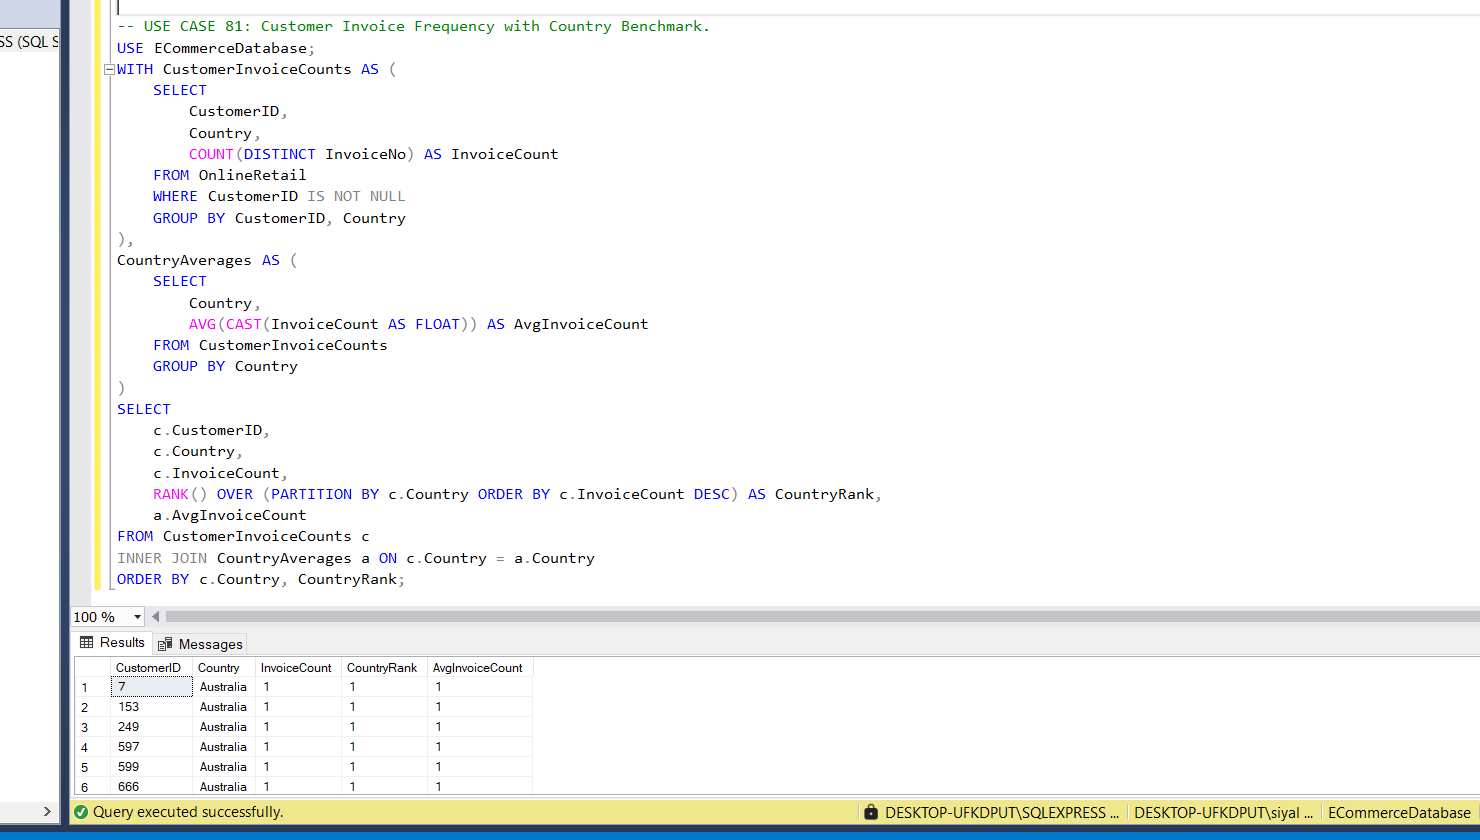 -- USE CASE 81: Customer Invoice Frequency with Country Benchmark.
SS (SQL S
USE ECommerceDatabase;
WITH CustomerInvoiceCounts AS (
SELECT
CustomerID,
Country,
COUNT(DISTINCT InvoiceNo) AS InvoiceCount
FROM OnlineRetail
WHERE CustomerID IS NOT NULL
GROUP BY CustomerID, Country
),
CountryAverages AS (
SELECT
Country,
AVG(CAST(InvoiceCount AS FLOAT)) AS AvgInvoiceCount
FROM CustomerInvoiceCounts
GROUP BY Country
)
SELECT
c.CustomerID,
c.Country,
c.InvoiceCount,
RANK() OVER (PARTITION BY c.Country ORDER BY c.InvoiceCount DESC) AS CountryRank,
a.AvgInvoiceCount
FROM CustomerInvoiceCounts c
INNER JOIN CountryAverages a ON c.Country = a.Country
ORDER BY c.Country, CountryRank;
100 %
Results Messages
CustomerID Country InvoiceCount CountryRank AvgInvoiceCount
1 7 Australia 1 1 1
2 153 Australia 1 1 1
3 249 Australia 1 1 1
4 597 Australia 1 1 1
5 599 Australia 1 1 1
6 666 Australia 1 1 1
Query executed successfully. DESKTOP-UFKDPUT\SQLEXPRESS ... DESKTOP-UFKDPUT\siyal ... ECommerceDatabase